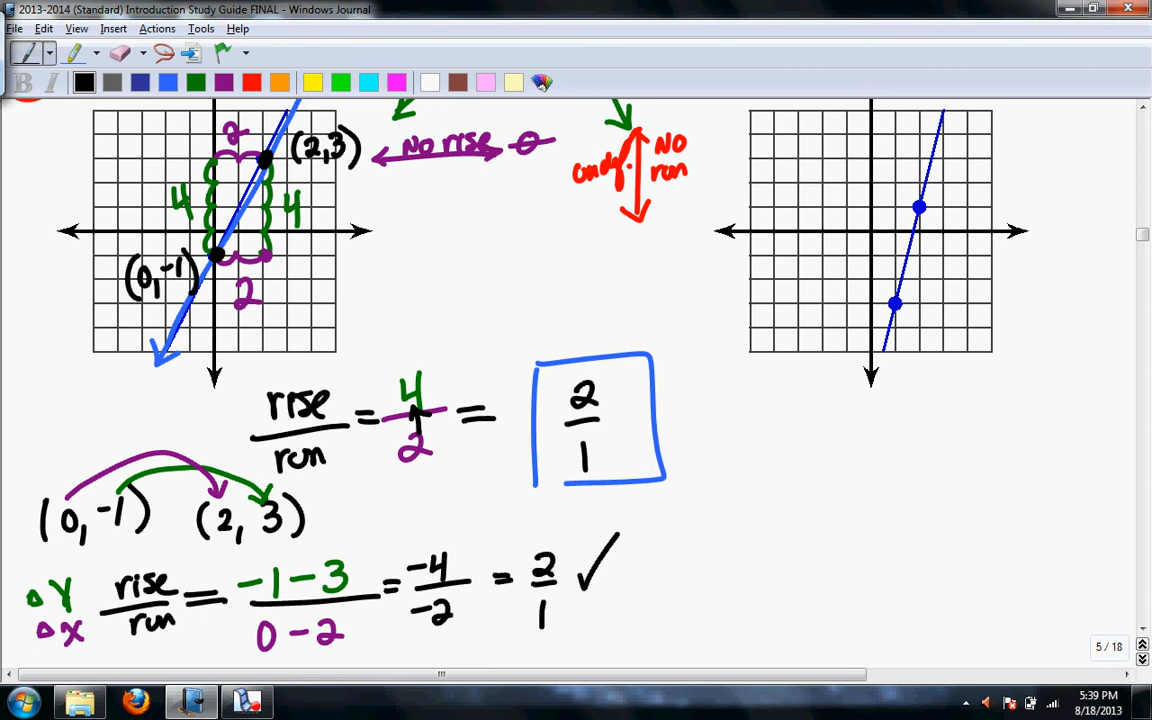 2013-2014 (Standard) Introduction Study Guide FINAL - Windows Journal
File Edit View Insert Actions Tools Help
B I
2
(2,3)
No rise
NO
run
4
4
(0,-1)
2
rise/run = 4/2 = 2/1
(0, -1) (2, 3)
ΔY/ΔX rise/run = -1-3/0-2 = -4/-2 = 2/1 ✓
5 / 18
5:39 PM
8/18/2013